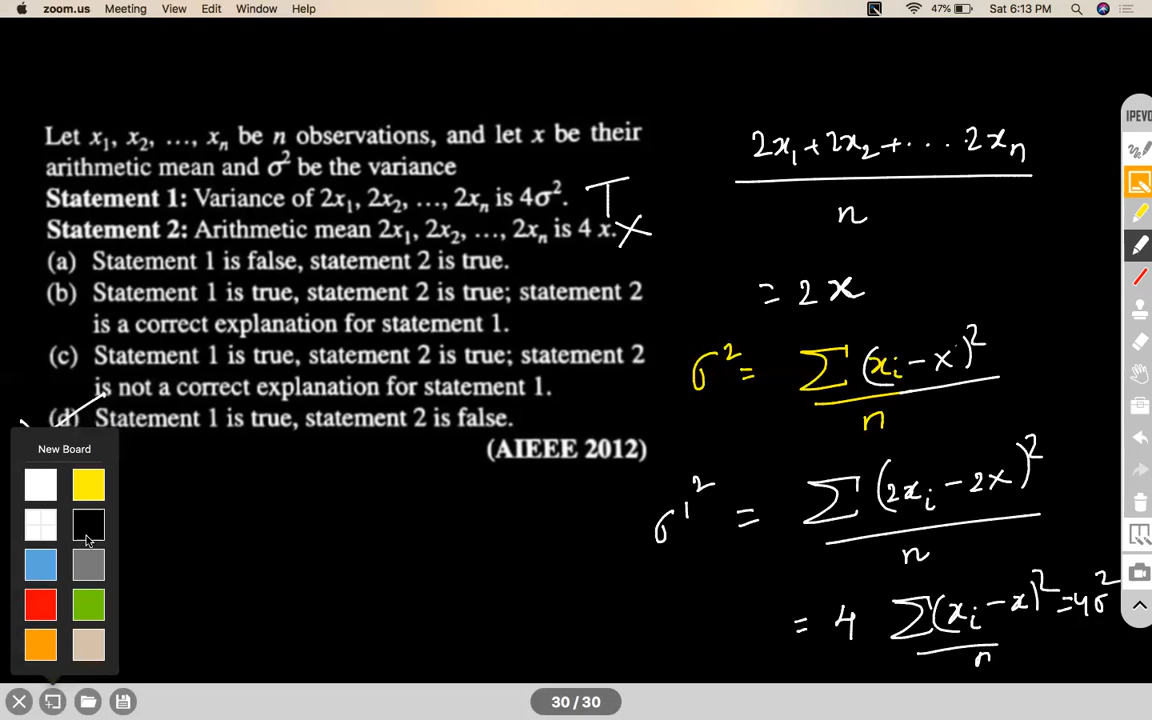 zoom.us Meeting View Edit Window Help 47% Sat 6:13 PM
Let x₁, x₂, ..., xₙ be n observations, and let x be their
arithmetic mean and σ² be the variance
Statement 1: Variance of 2x₁, 2x₂, ..., 2xₙ is 4σ². T
Statement 2: Arithmetic mean 2x₁, 2x₂, ..., 2xₙ is 4 x. X
(a) Statement 1 is false, statement 2 is true.
(b) Statement 1 is true, statement 2 is true; statement 2
is a correct explanation for statement 1.
(c) Statement 1 is true, statement 2 is true; statement 2
is not a correct explanation for statement 1.
(d) Statement 1 is true, statement 2 is false.
(AIEEE 2012)
2x₁+2x₂+...2xₙ
n
= 2x
σ² = Σ(xᵢ-x)²
n
σ'² = Σ(2xᵢ-2x)²
n
= 4 Σ(xᵢ-x)²=4σ²
n
IPEVO
New Board
30 / 30